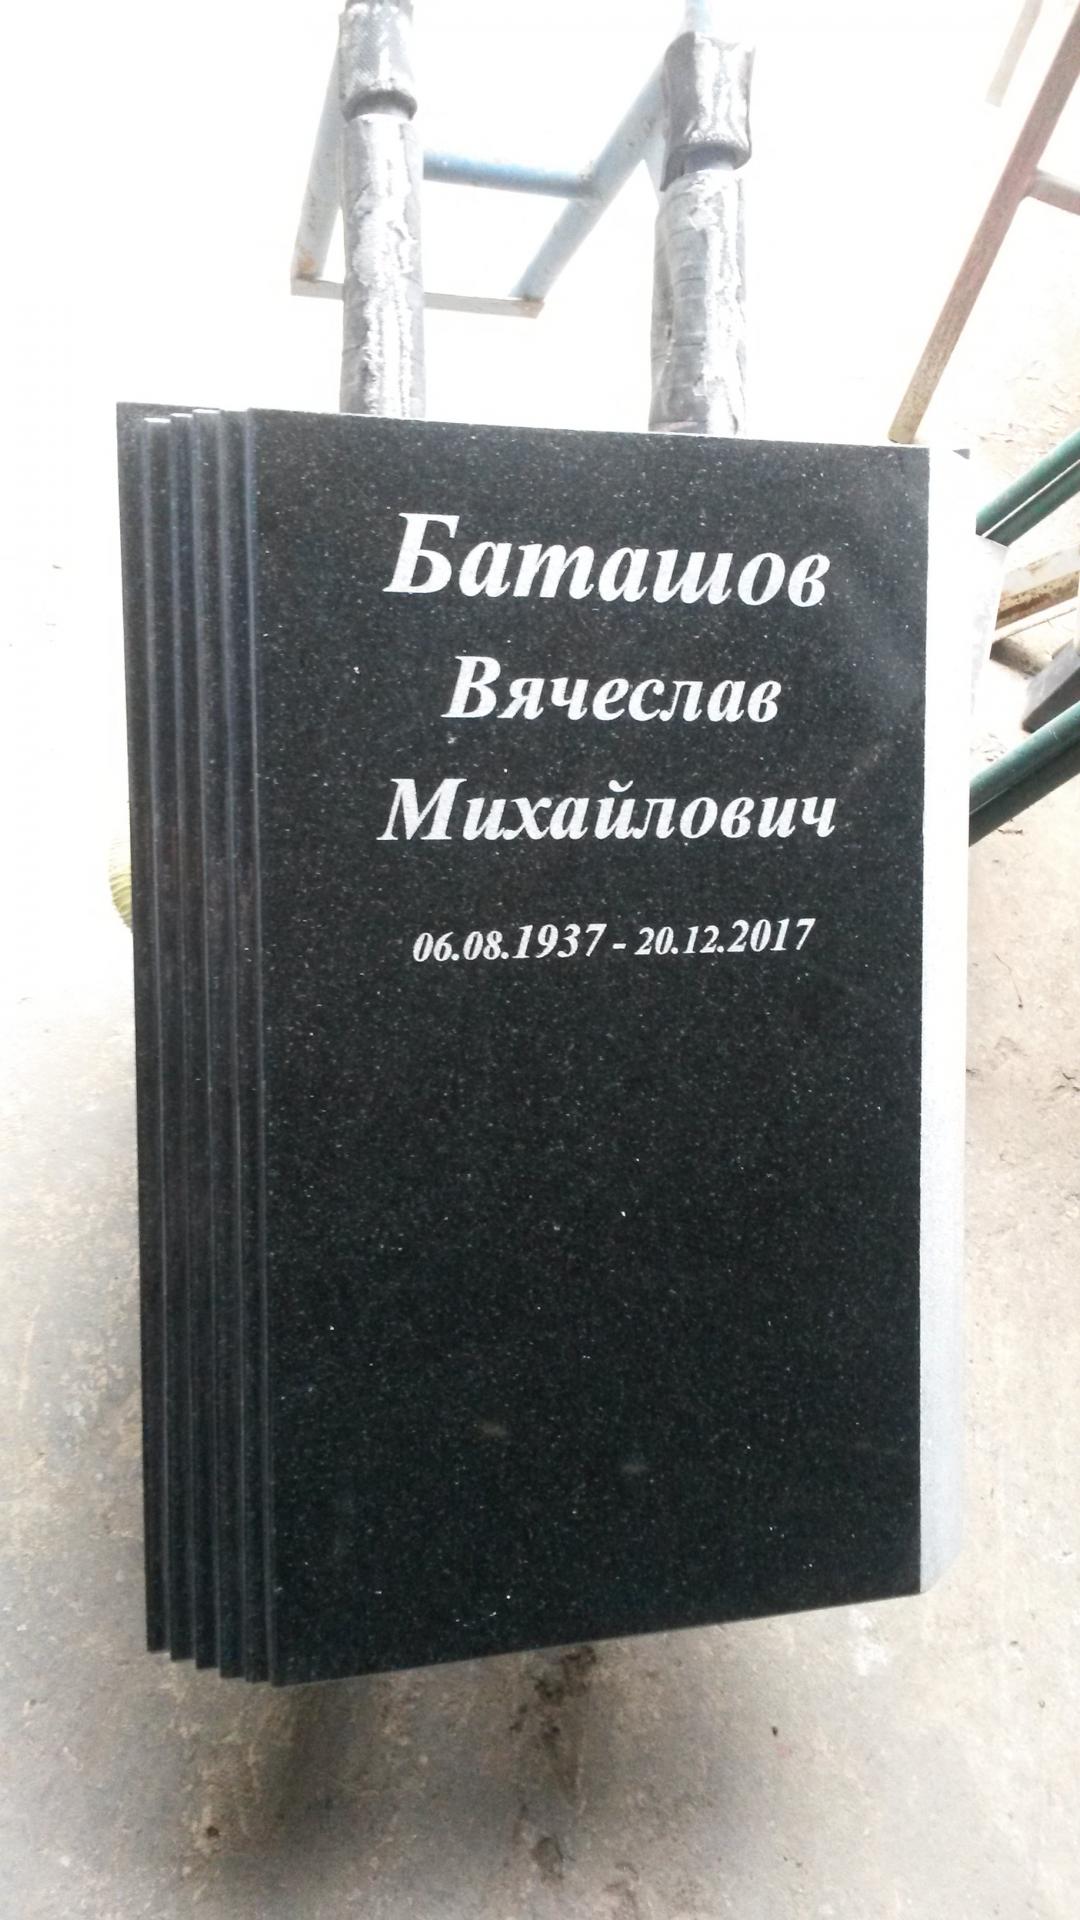 Баташов
Вячеслав
Михайлович
06.08.1937 - 20.12.2017